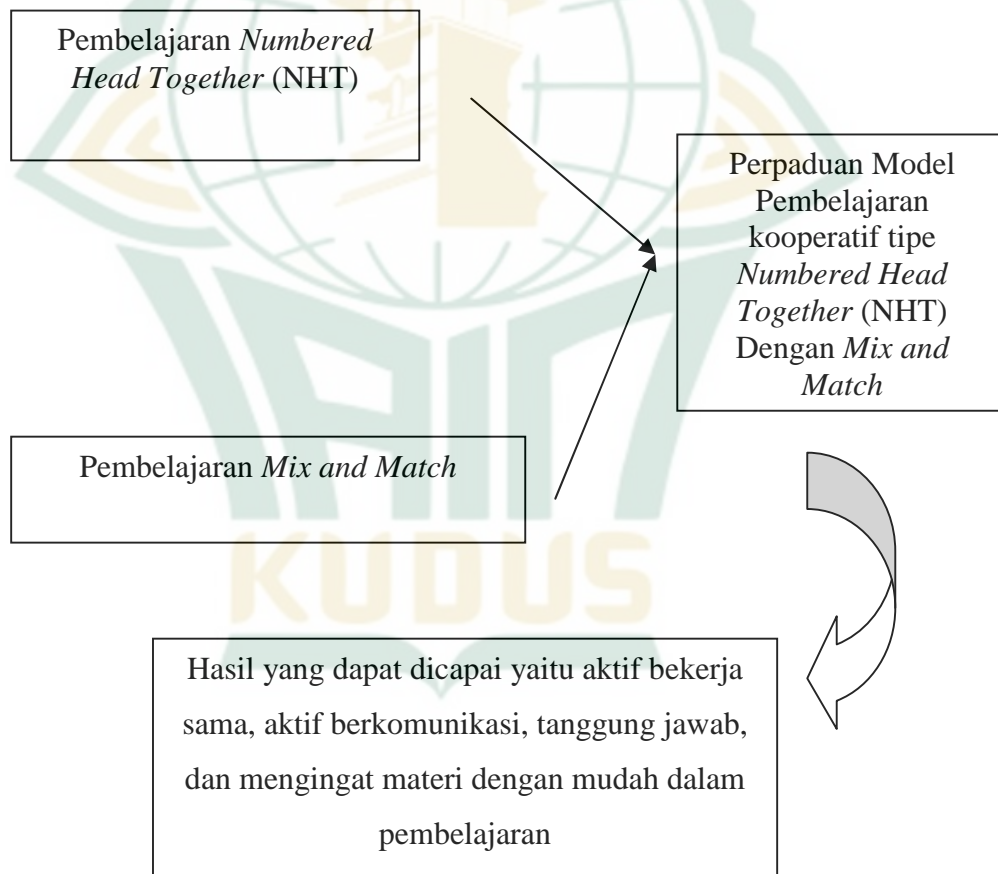 Pembelajaran Numbered
Head Together (NHT)
Perpaduan Model
Pembelajaran
kooperatif tipe
Numbered Head
Together (NHT)
Dengan Mix and
Match
Pembelajaran Mix and Match
IAIN
KUDUS
Hasil yang dapat dicapai yaitu aktif bekerja
sama, aktif berkomunikasi, tanggung jawab,
dan mengingat materi dengan mudah dalam
pembelajaran